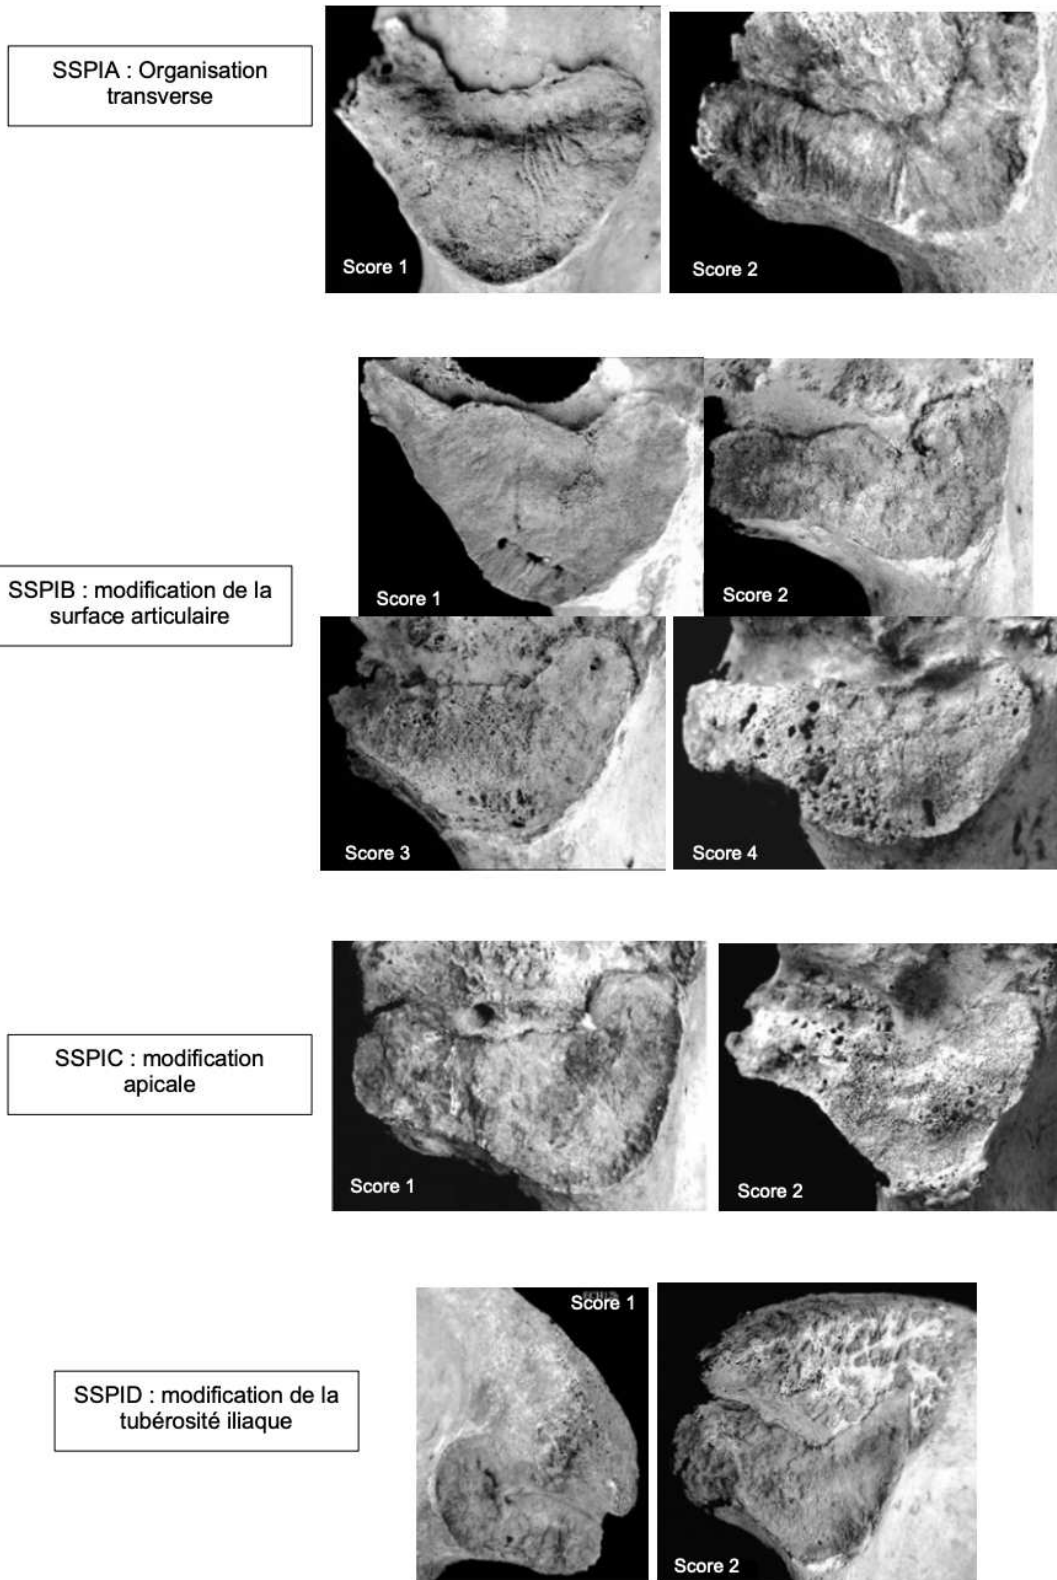 SSPIA : Organisation
transverse
Score 1
Score 2
SSPIB : modification de la
surface articulaire
Score 1
Score 2
Score 3
Score 4
SSPIC : modification
apicale
Score 1
Score 2
SSPID : modification de la
tubérosité iliaque
Score 1
Score 2